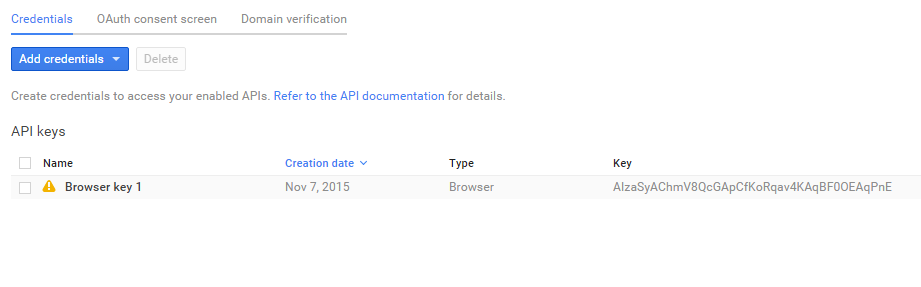 Credentials OAuth consent screen Domain verification
Add credentials Delete
Create credentials to access your enabled APIs. Refer to the API documentation for details.
API keys
Name Creation date Type Key
Browser key 1 Nov 7, 2015 Browser AIzaSyAChmV8QcGApCfKoRqav4KAqBF0OEAqPnE